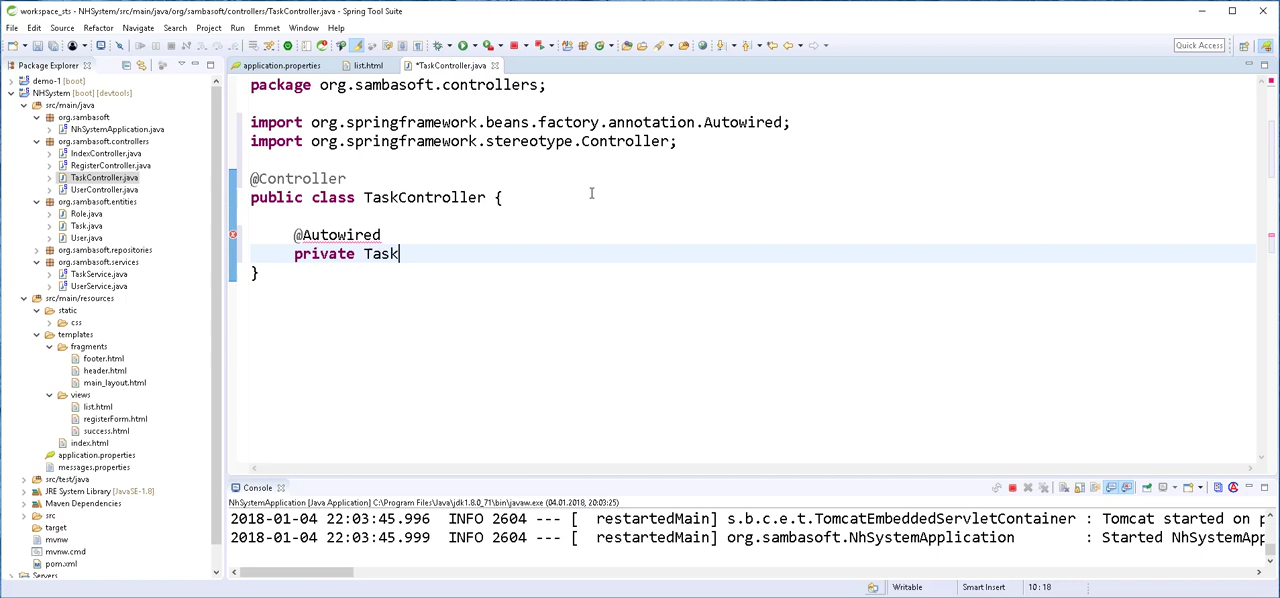 workspace_sts - NHSystem/src/main/java/org/sambasoft/controllers/TaskController.java - Spring Tool Suite
File Edit Source Refactor Navigate Search Project Run Emmet Window Help
Quick Access
Package Explorer
application.properties list.html *TaskController.java
demo-1 [boot]
NHSystem [boot] [devtools]
src/main/java
org.sambasoft
NhSystemApplication.java
org.sambasoft.controllers
IndexController.java
RegisterController.java
TaskController.java
UserController.java
org.sambasoft.entities
Role.java
Task.java
User.java
org.sambasoft.repositories
org.sambasoft.services
TaskService.java
UserService.java
src/main/resources
static
css
templates
fragments
footer.html
header.html
main_layout.html
views
list.html
registerForm.html
success.html
index.html
application.properties
messages.properties
src/test/java
JRE System Library [JavaSE-1.8]
Maven Dependencies
src
target
mvnw
mvnw.cmd
pom.xml
Servers
package org.sambasoft.controllers;
import org.springframework.beans.factory.annotation.Autowired;
import org.springframework.stereotype.Controller;
@Controller
public class TaskController {
@Autowired
private Task
}
Console
NhSystemApplication [Java Application] C:\Program Files\Java\jdk1.8.0_71\bin\javaw.exe (04.01.2018, 20:03:25)
2018-01-04 22:03:45.996 INFO 2604 --- [ restartedMain] s.b.c.e.t.TomcatEmbeddedServletContainer : Tomcat started on p
2018-01-04 22:03:45.999 INFO 2604 --- [ restartedMain] org.sambasoft.NhSystemApplication : Started NhSystemApp
Writable Smart Insert 10 : 18